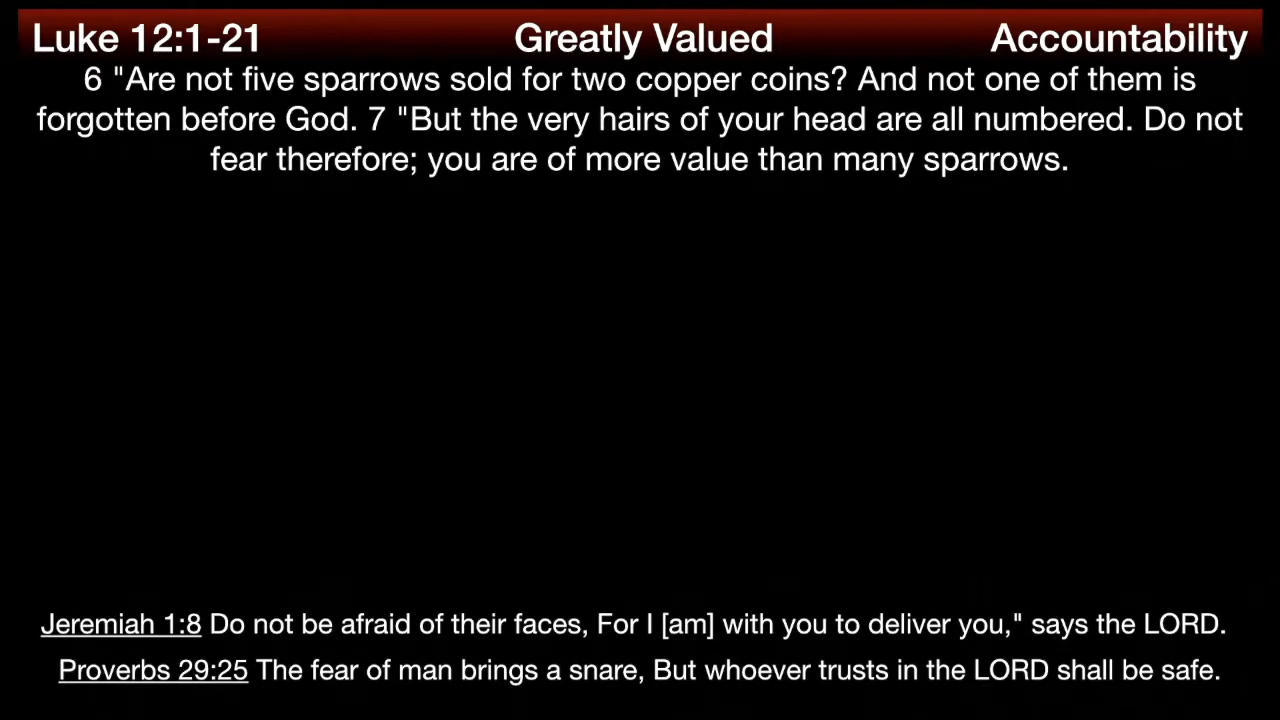 Luke 12:1-21 Greatly Valued Accountability
6 "Are not five sparrows sold for two copper coins? And not one of them is
forgotten before God. 7 "But the very hairs of your head are all numbered. Do not
fear therefore; you are of more value than many sparrows.
Jeremiah 1:8 Do not be afraid of their faces, For I [am] with you to deliver you," says the LORD.
Proverbs 29:25 The fear of man brings a snare, But whoever trusts in the LORD shall be safe.